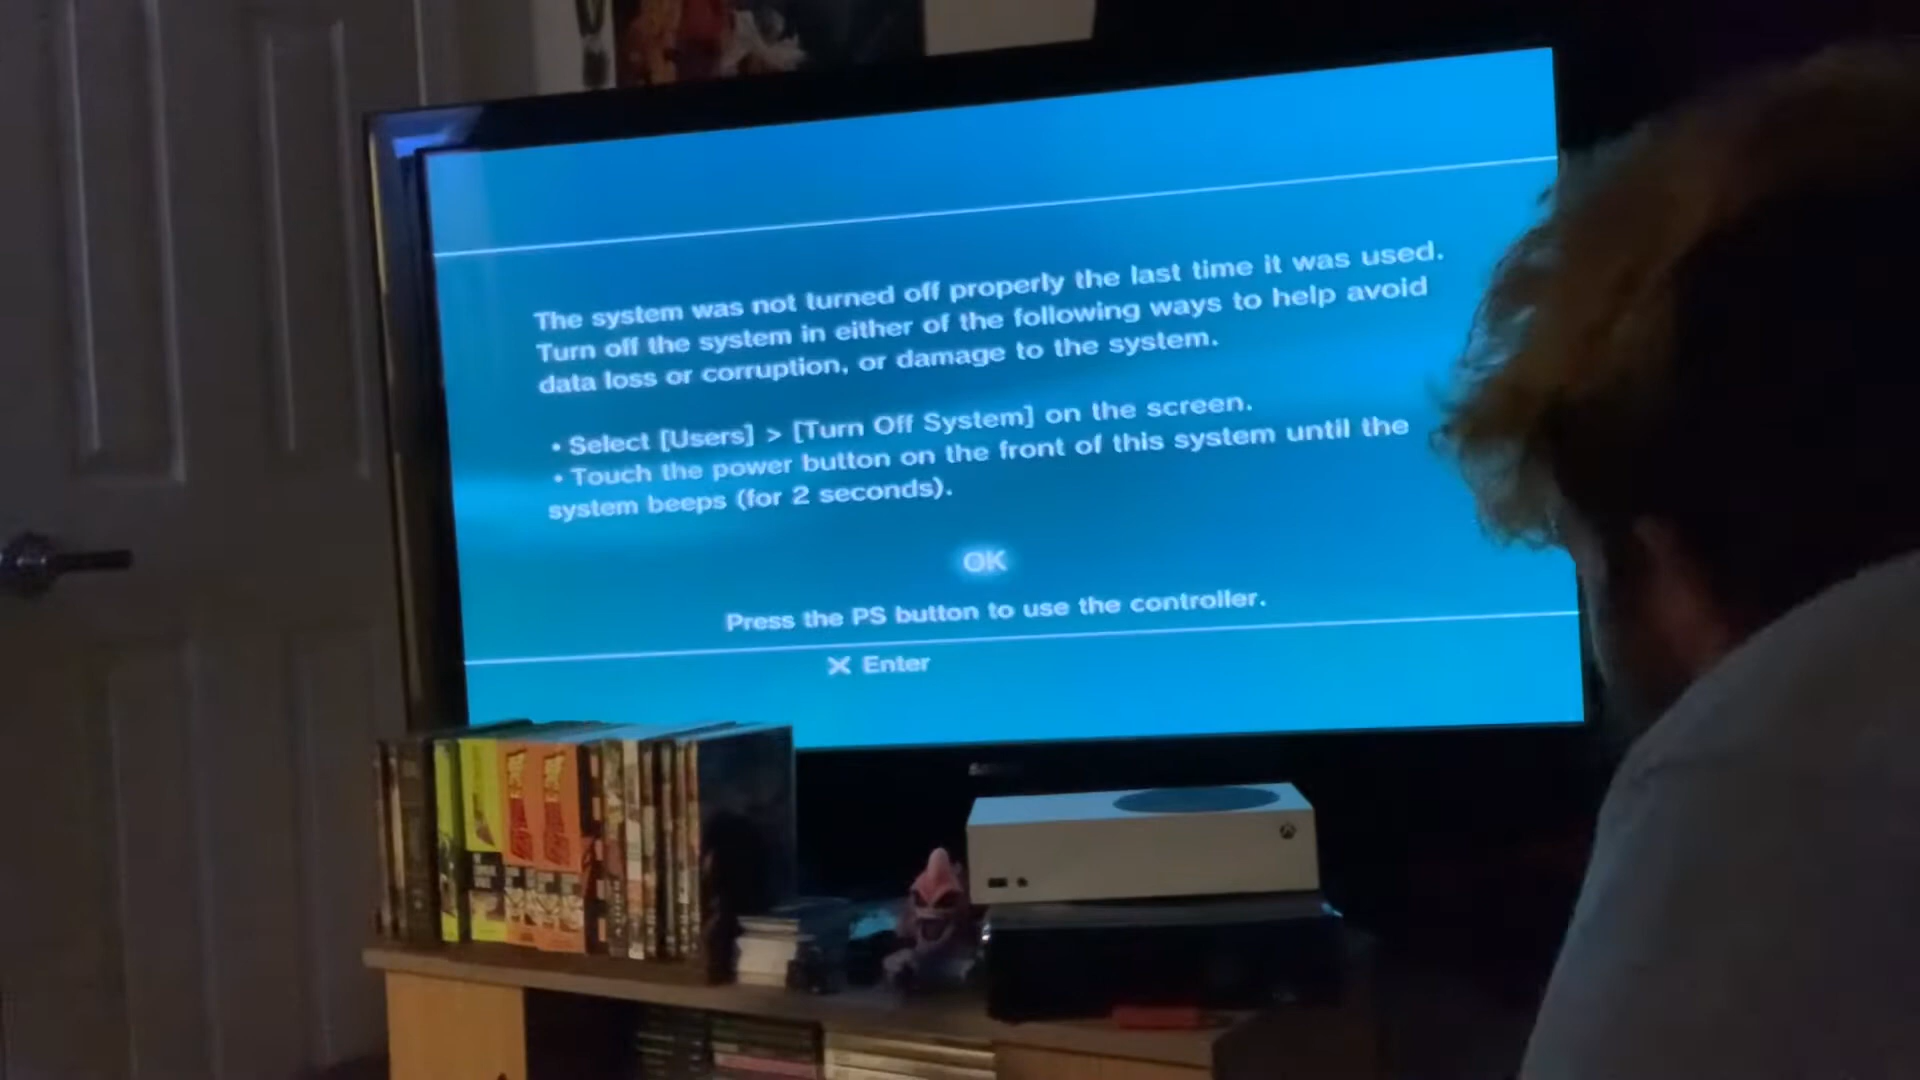 The system was not turned off properly the last time it was used.
Turn off the system in either of the following ways to help avoid
data loss or corruption, or damage to the system.
• Select [Users] > [Turn Off System] on the screen.
• Touch the power button on the front of this system until the
system beeps (for 2 seconds).
OK
Press the PS button to use the controller.
✕ Enter